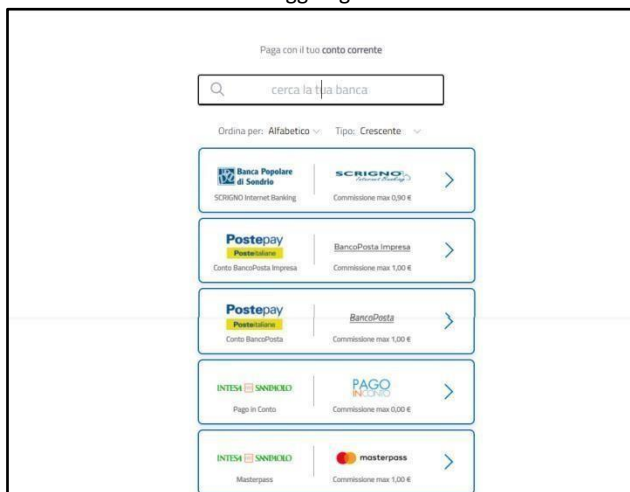 Paga con il tuo conto corrente
cerca la tua banca
Ordina per: Alfabetico Tipo: Crescente
Banca Popolare di Sondrio
SCRIGNO Internet Banking
SCRIGNO
Internet Banking
Commissione max 0,90 €
Postepay
Posteitaliane
Conto BancoPosta Impresa
BancoPosta Impresa
Commissione max 1,00 €
Postepay
Posteitaliane
Conto BancoPosta
BancoPosta
Commissione max 1,00 €
INTESA SANPAOLO
Pago in Conto
PAGO
INCONTO
Commissione max 0,00 €
INTESA SANPAOLO
Masterpass
masterpass
Commissione max 1,00 €